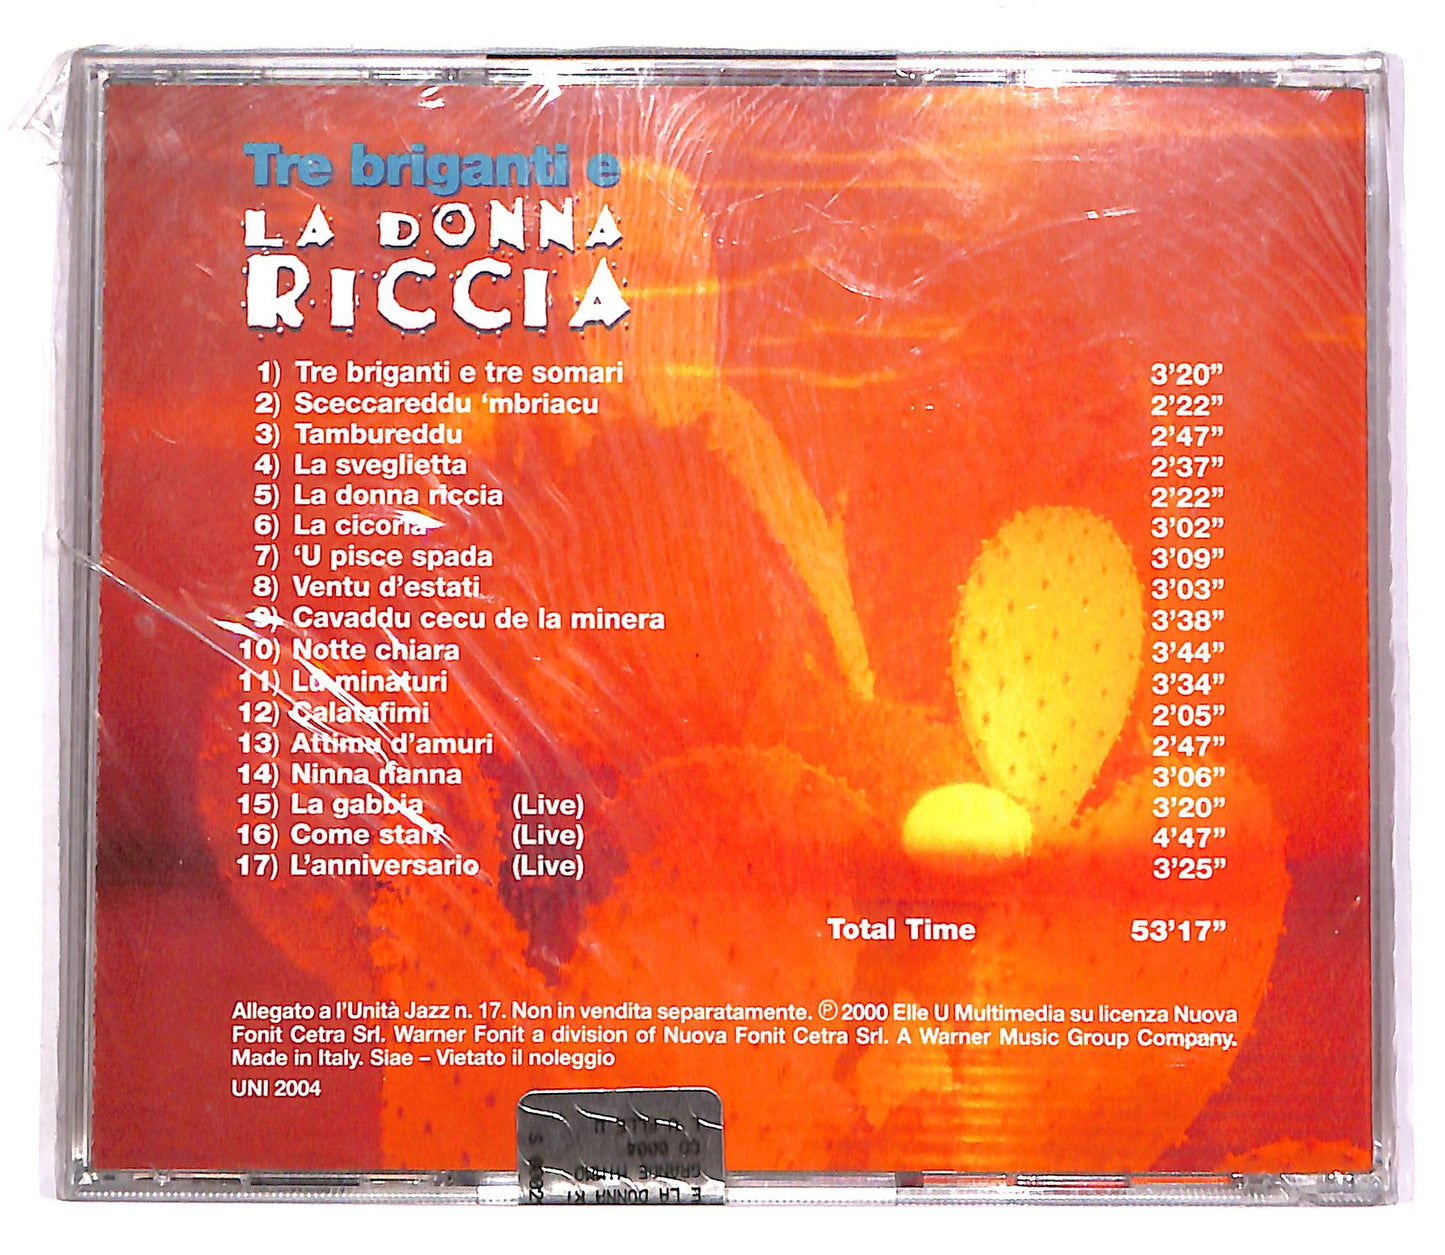 Tre briganti e
LA DONNA
RICCIA
1) Tre briganti e tre somari 3'20”
2) Sceccareddu ‘mbriacu 2'22”
3) Tambureddu 2'47”
4) La sveglietta 2'37”
5) La donna riccia 2'22”
6) La cicoria 3'02”
7) ‘U pisce spada 3'09”
8) Ventu d'estati 3'03”
9) Cavaddu cecu de la minera 3'38”
10) Notte chiara 3'44”
11) Lu minaturi 3'34”
12) Calatafimi 2'05”
13) Attimu d'amuri 2'47”
14) Ninna nanna 3'06”
15) La gabbia (Live) 3'20”
16) Come stai? (Live) 4'47”
17) L'anniversario (Live) 3'25”
Total Time 53'17”
Allegato a l'Unità Jazz n. 17. Non in vendita separatamente. ℗ 2000 Elle U Multimedia su licenza Nuova
Fonit Cetra Srl. Warner Fonit a division of Nuova Fonit Cetra Srl. A Warner Music Group Company.
Made in Italy. Siae – Vietato il noleggio
UNI 2004
E LA DONNA RI
CD 0004